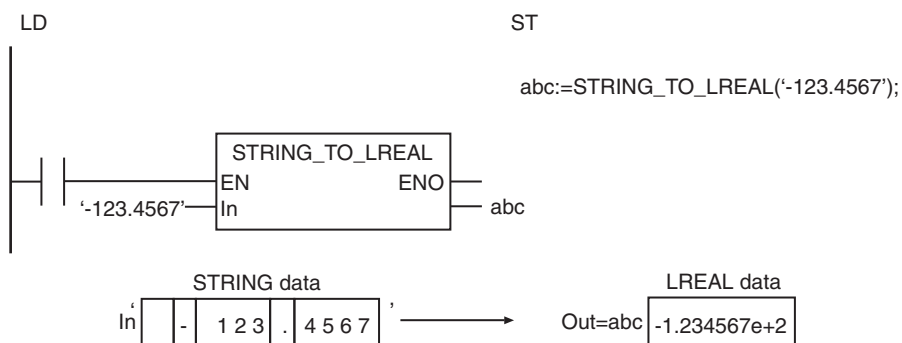 LD
ST
abc:=STRING_TO_LREAL(‘-123.4567’);
STRING_TO_LREAL
EN ENO
‘-123.4567’ In abc
STRING data LREAL data
In ‘ - 1 2 3 . 4 5 6 7 ’ Out=abc -1.234567e+2